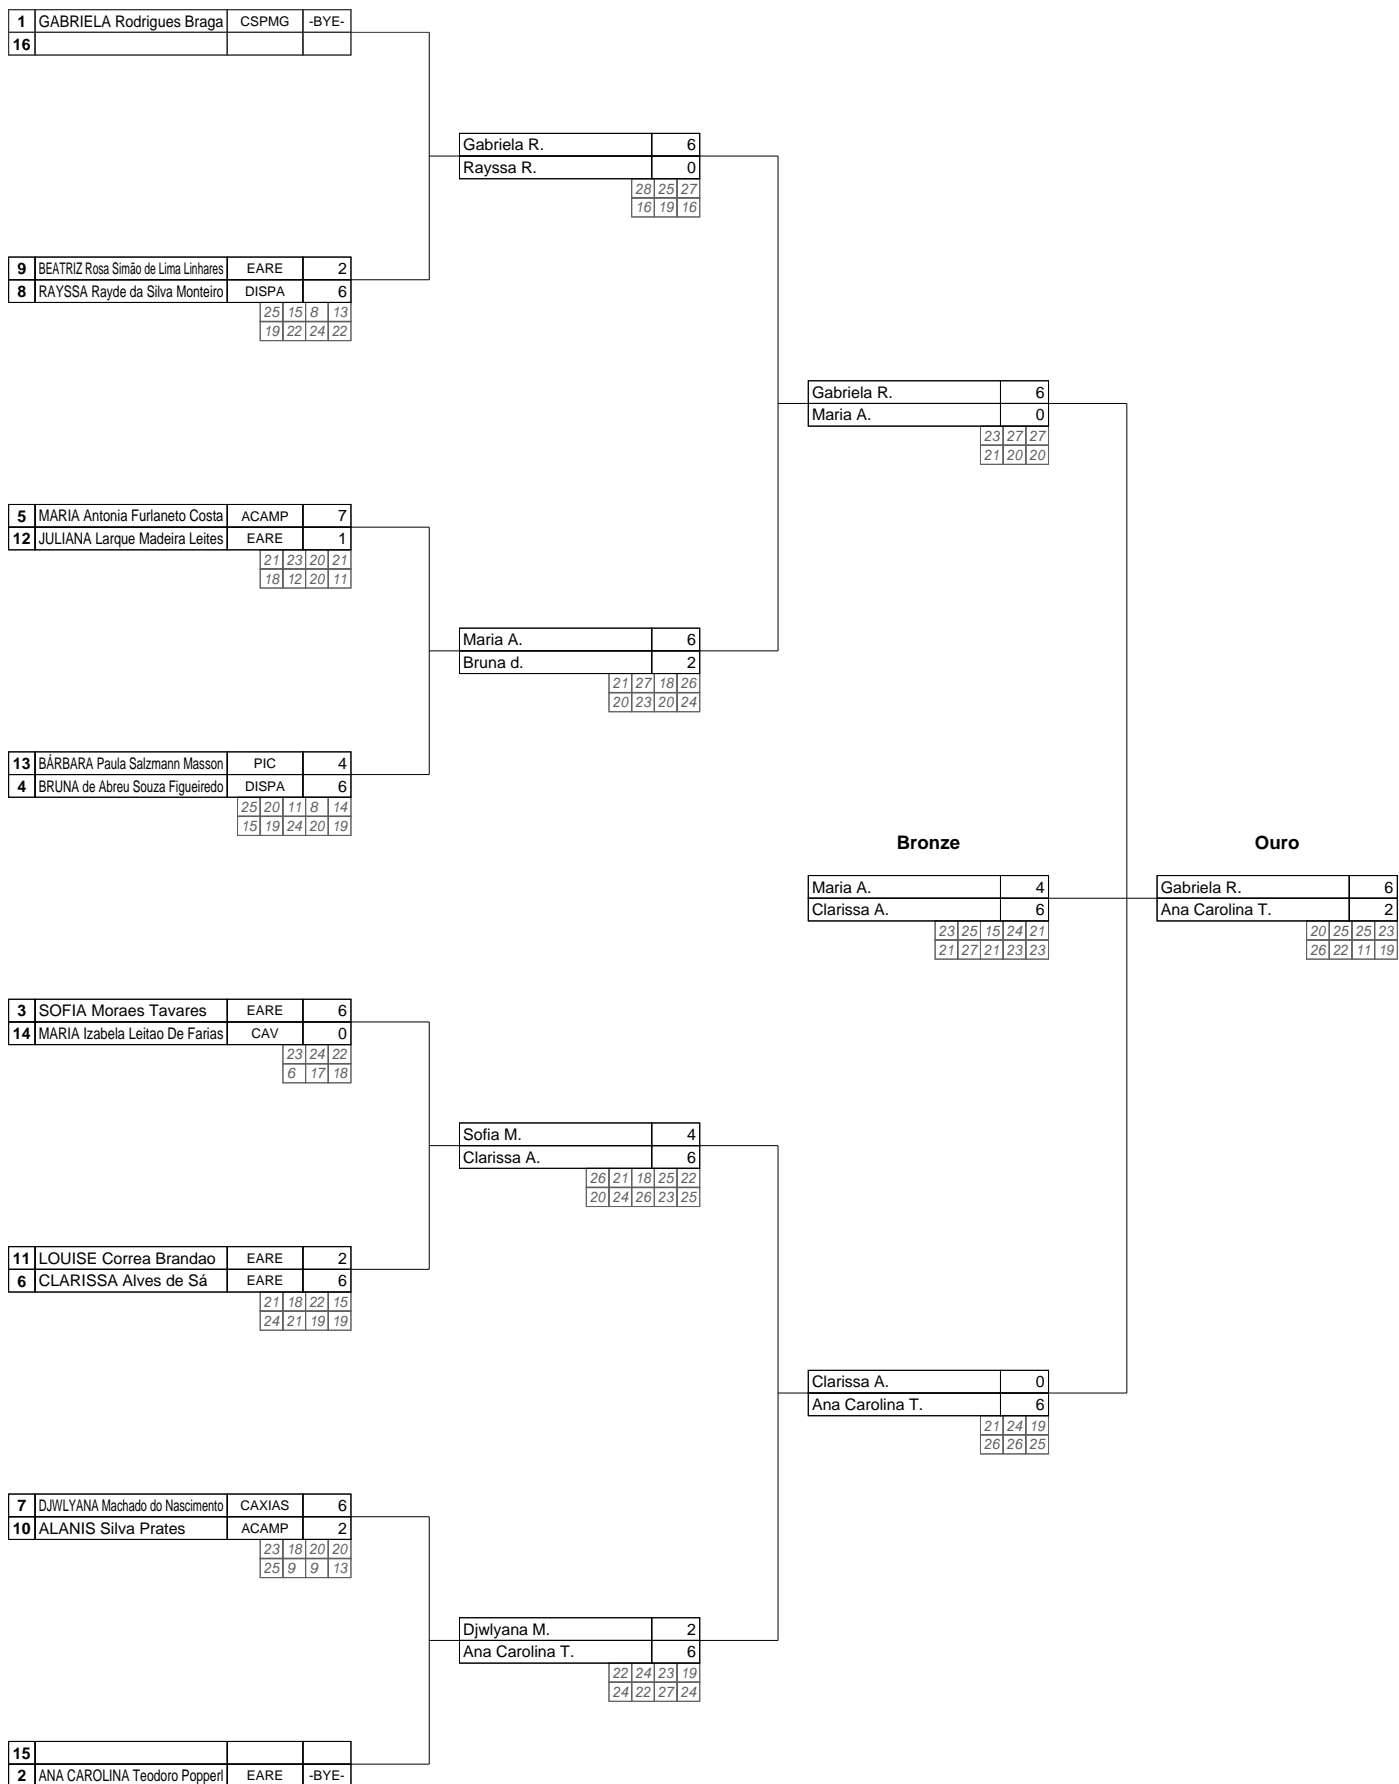 1 GABRIELA Rodrigues Braga CSPMG -BYE-
16
Gabriela R. 6
Rayssa R. 0
28 25 27
16 19 16
9 BEATRIZ Rosa Simão de Lima Linhares EARE 2
8 RAYSSA Rayde da Silva Monteiro DISPA 6
25 15 8 13
19 22 24 22
Gabriela R. 6
Maria A. 0
23 27 27
21 20 20
5 MARIA Antonia Furlaneto Costa ACAMP 7
12 JULIANA Larque Madeira Leites EARE 1
21 23 20 21
18 12 20 11
Maria A. 6
Bruna d. 2
21 27 18 26
20 23 20 24
13 BÁRBARA Paula Salzmann Masson PIC 4
4 BRUNA de Abreu Souza Figueiredo DISPA 6
25 20 11 8 14
15 19 24 20 19
Bronze
Ouro
Maria A. 4
Clarissa A. 6
23 25 15 24 21
21 27 21 23 23
Gabriela R. 6
Ana Carolina T. 2
20 25 25 23
26 22 11 19
3 SOFIA Moraes Tavares EARE 6
14 MARIA Izabela Leitao De Farias CAV 0
23 24 22
6 17 18
Sofia M. 4
Clarissa A. 6
26 21 18 25 22
20 24 26 23 25
11 LOUISE Correa Brandao EARE 2
6 CLARISSA Alves de Sá EARE 6
21 18 22 15
24 21 19 19
Clarissa A. 0
Ana Carolina T. 6
21 24 19
26 26 25
7 DJWLYANA Machado do Nascimento CAXIAS 6
10 ALANIS Silva Prates ACAMP 2
23 18 20 20
25 9 9 13
Djwlyana M. 2
Ana Carolina T. 6
22 24 23 19
24 22 27 24
15
2 ANA CAROLINA Teodoro Popperl EARE -BYE-